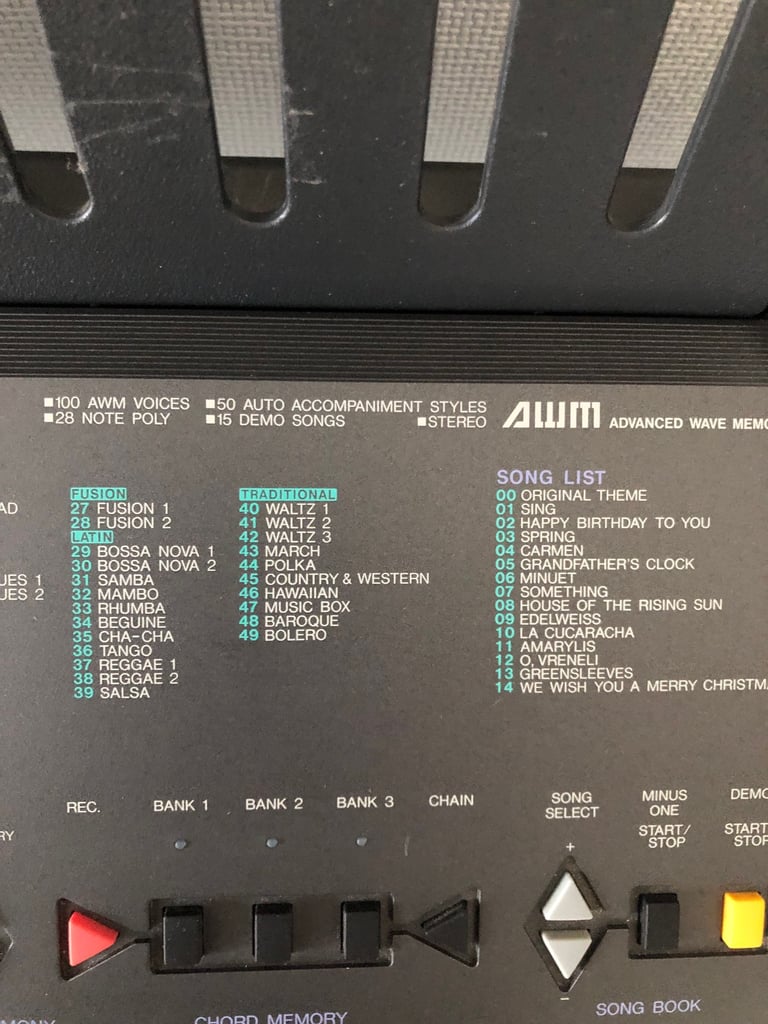 100 AWM VOICES
28 NOTE POLY
50 AUTO ACCOMPANIMENT STYLES
15 DEMO SONGS
STEREO
AWM ADVANCED WAVE MEMO
AD
UES 1
UES 2
FUSION
27 FUSION 1
28 FUSION 2
LATIN
29 BOSSA NOVA 1
30 BOSSA NOVA 2
31 SAMBA
32 MAMBO
33 RHUMBA
34 BEGUINE
35 CHA-CHA
36 TANGO
37 REGGAE 1
38 REGGAE 2
39 SALSA
TRADITIONAL
40 WALTZ 1
41 WALTZ 2
42 WALTZ 3
43 MARCH
44 POLKA
45 COUNTRY & WESTERN
46 HAWAIIAN
47 MUSIC BOX
48 BAROQUE
49 BOLERO
SONG LIST
00 ORIGINAL THEME
01 SING
02 HAPPY BIRTHDAY TO YOU
03 SPRING
04 CARMEN
05 GRANDFATHER'S CLOCK
06 MINUET
07 SOMETHING
08 HOUSE OF THE RISING SUN
09 EDELWEISS
10 LA CUCARACHA
11 AMARYLIS
12 O, VRENELI
13 GREENSLEEVES
14 WE WISH YOU A MERRY CHRISTMA
RY
REC.
BANK 1
BANK 2
BANK 3
CHAIN
SONG
SELECT
+
−
MINUS
ONE
START/
STOP
DEMO
START
STOP
MONY
CHORD MEMORY
SONG BOOK